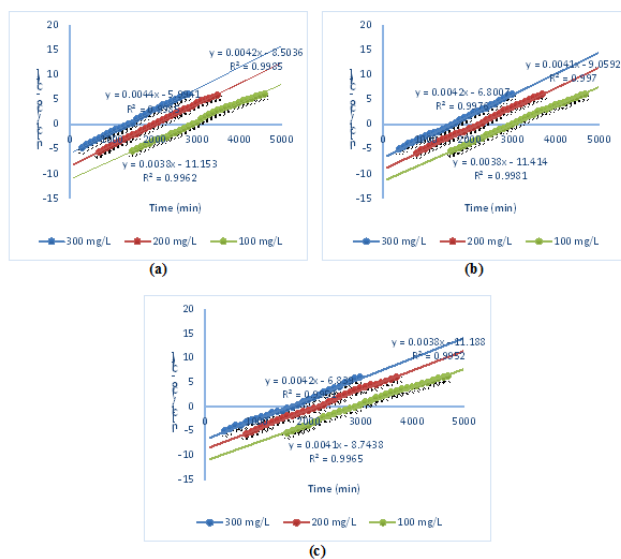 20
15
10
5
0
-5
-10
-15
0 1000 2000 3000 4000 5000
y = 0.0042x - 8.5036
R² = 0.9985
y = 0.0044x -
y = 0.0038x - 11.153
R² = 0.9962
Time (min)
300 mg/L 200 mg/L 100 mg/L
(a)
20
15
10
5
0
-5
-10
-15
0 1000 2000 3000 4000 5000
y = 0.0041x - 9.0592
R² = 0.997
y = 0.0042x - 6.8007
y = 0.0038x - 11.414
R² = 0.9981
Time (min)
300 mg/L 200 mg/L 100 mg/L
(b)
20
15
10
5
0
-5
-10
-15
0 1000 2000 3000 4000 5000
y = 0.0038x - 11.188
R² = 0.9952
y = 0.0042x -
y = 0.0041x - 8.7438
R² = 0.9965
Time (min)
300 mg/L 200 mg/L 100 mg/L
(c)